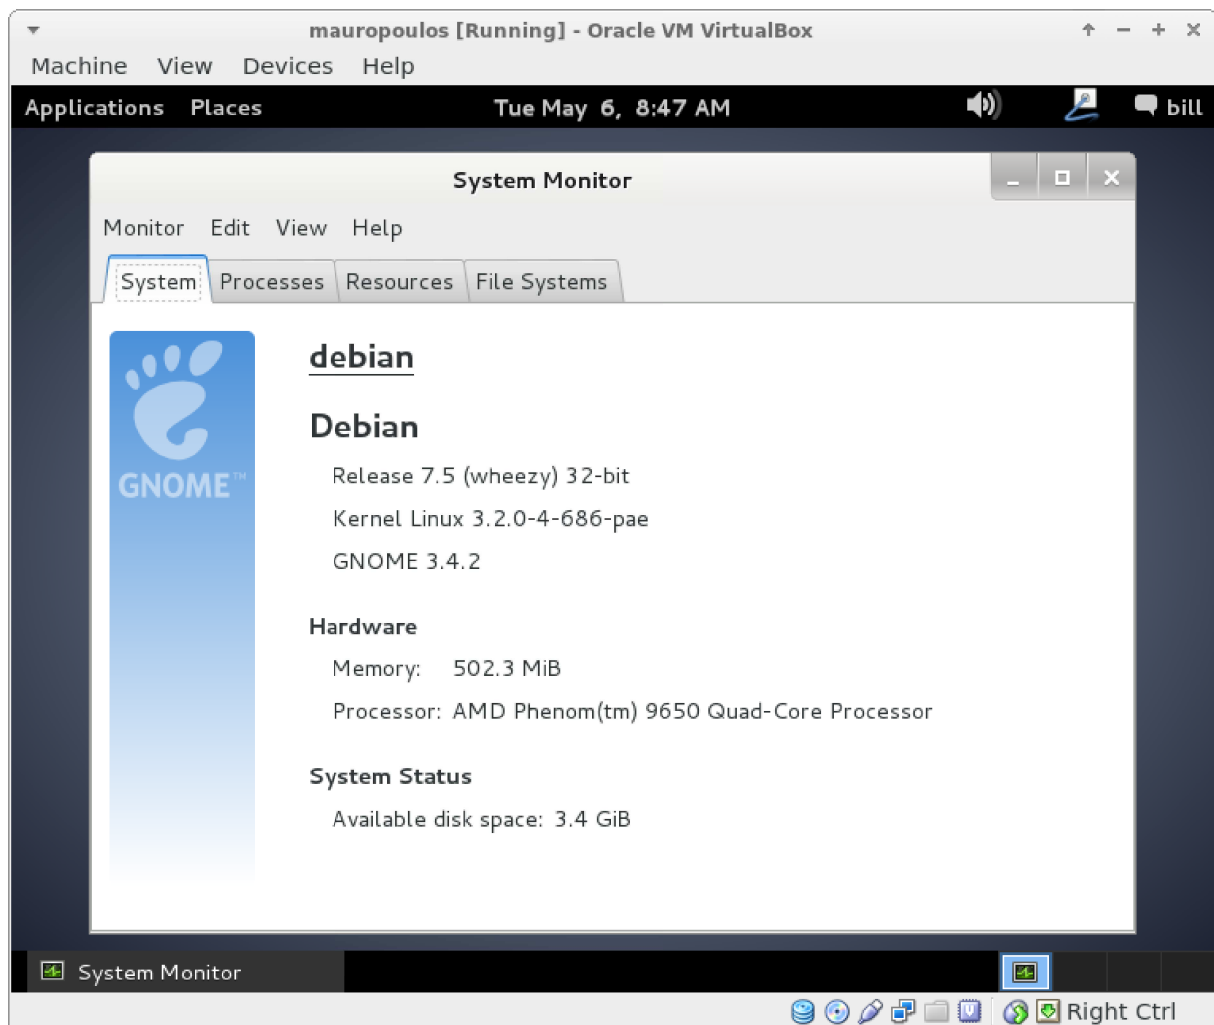 mauropoulos [Running] - Oracle VM VirtualBox
Machine View Devices Help
Applications Places Tue May 6, 8:47 AM bill
System Monitor
Monitor Edit View Help
System Processes Resources File Systems
GNOME™
debian
Debian
Release 7.5 (wheezy) 32-bit
Kernel Linux 3.2.0-4-686-pae
GNOME 3.4.2
Hardware
Memory: 502.3 MiB
Processor: AMD Phenom(tm) 9650 Quad-Core Processor
System Status
Available disk space: 3.4 GiB
System Monitor
Right Ctrl